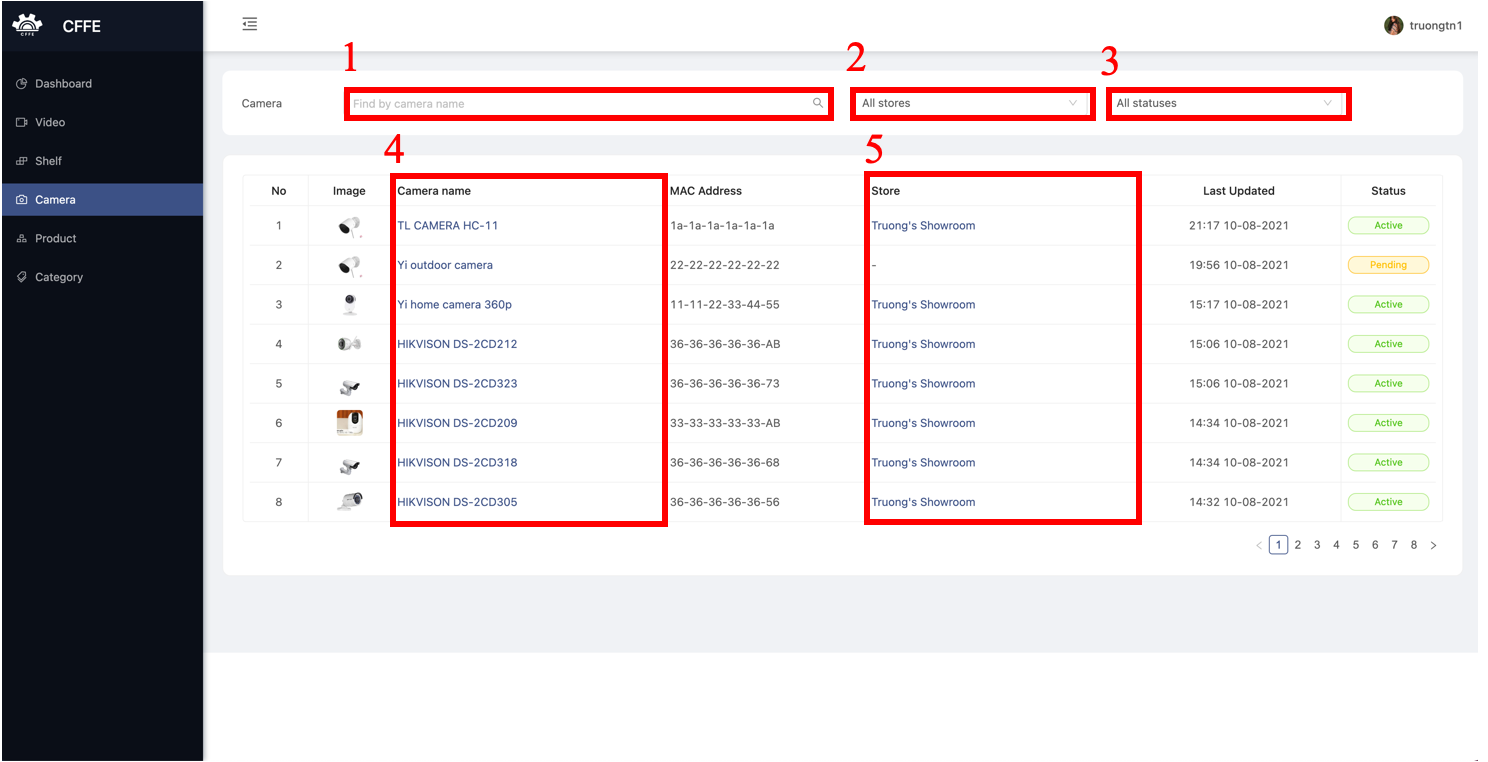 CFFE
CFFE
truongtn1
Dashboard
Video
Shelf
Camera
Product
Category
1
2
3
Camera
Find by camera name
All stores
All statuses
4
5
No Image Camera name MAC Address Store Last Updated Status
1 TL CAMERA HC-11 1a-1a-1a-1a-1a-1a Truong's Showroom 21:17 10-08-2021 Active
2 Yi outdoor camera 22-22-22-22-22-22 - 19:56 10-08-2021 Pending
3 Yi home camera 360p 11-11-22-33-44-55 Truong's Showroom 15:17 10-08-2021 Active
4 HIKVISON DS-2CD212 36-36-36-36-36-AB Truong's Showroom 15:06 10-08-2021 Active
5 HIKVISON DS-2CD323 36-36-36-36-36-73 Truong's Showroom 15:06 10-08-2021 Active
6 HIKVISON DS-2CD209 33-33-33-33-33-AB Truong's Showroom 14:34 10-08-2021 Active
7 HIKVISON DS-2CD318 36-36-36-36-36-68 Truong's Showroom 14:34 10-08-2021 Active
8 HIKVISON DS-2CD305 36-36-36-36-36-56 Truong's Showroom 14:32 10-08-2021 Active
< 1 2 3 4 5 6 7 8 >